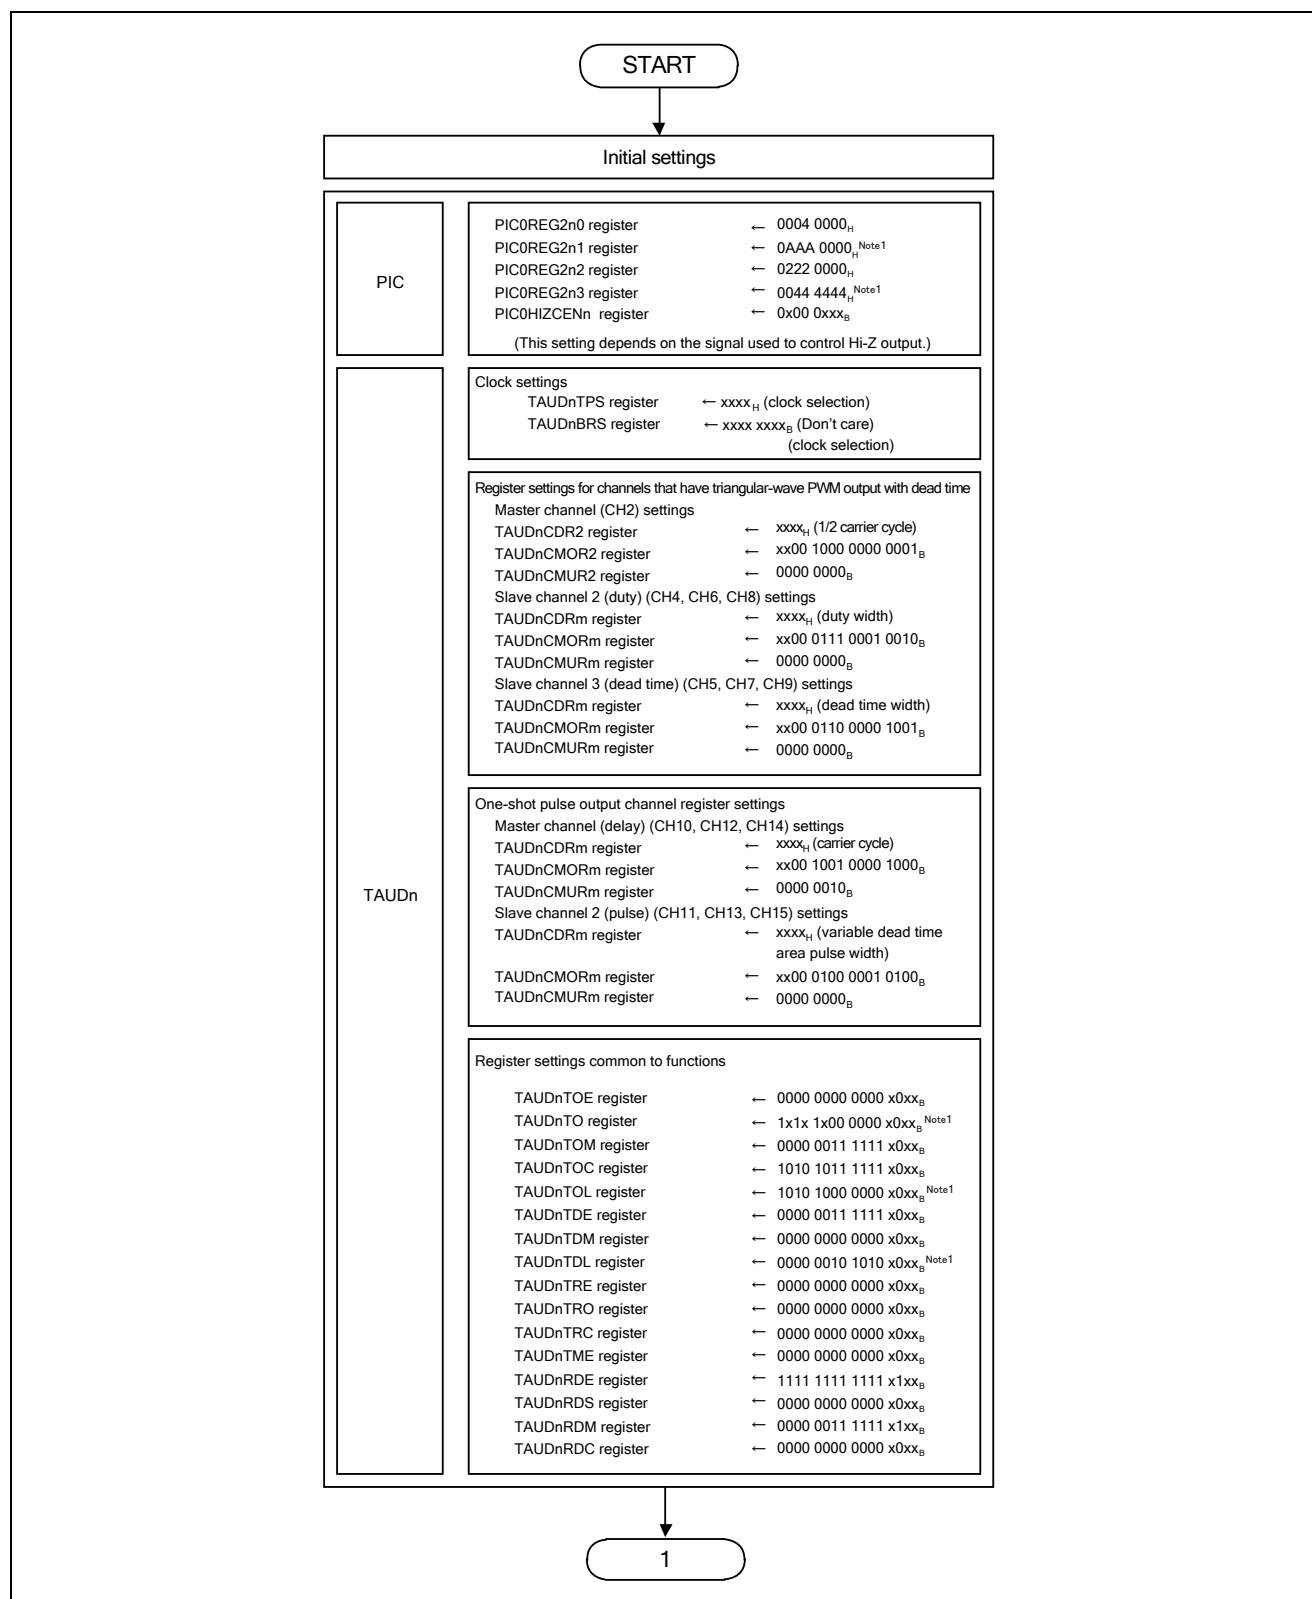 START
Initial settings
PIC
PIC0REG2n0 register ← 0004 0000H
PIC0REG2n1 register ← 0AAA 0000H Note1
PIC0REG2n2 register ← 0222 0000H
PIC0REG2n3 register ← 0044 4444H Note1
PIC0HIZCENn register ← 0x00 0xxxB
(This setting depends on the signal used to control Hi-Z output.)
TAUDn
Clock settings
TAUDnTPS register ← xxxxH (clock selection)
TAUDnBRS register ← xxxx xxxxB (Don't care)
(clock selection)
Register settings for channels that have triangular-wave PWM output with dead time
Master channel (CH2) settings
TAUDnCDR2 register ← xxxxH (1/2 carrier cycle)
TAUDnCMOR2 register ← xx00 1000 0000 0001B
TAUDnCMUR2 register ← 0000 0000B
Slave channel 2 (duty) (CH4, CH6, CH8) settings
TAUDnCDRm register ← xxxxH (duty width)
TAUDnCMORm register ← xx00 0111 0001 0010B
TAUDnCMURm register ← 0000 0000B
Slave channel 3 (dead time) (CH5, CH7, CH9) settings
TAUDnCDRm register ← xxxxH (dead time width)
TAUDnCMORm register ← xx00 0110 0000 1001B
TAUDnCMURm register ← 0000 0000B
One-shot pulse output channel register settings
Master channel (delay) (CH10, CH12, CH14) settings
TAUDnCDRm register ← xxxxH (carrier cycle)
TAUDnCMORm register ← xx00 1001 0000 1000B
TAUDnCMURm register ← 0000 0010B
Slave channel 2 (pulse) (CH11, CH13, CH15) settings
TAUDnCDRm register ← xxxxH (variable dead time
area pulse width)
TAUDnCMORm register ← xx00 0100 0001 0100B
TAUDnCMURm register ← 0000 0000B
Register settings common to functions
TAUDnTOE register ← 0000 0000 0000 x0xxB
TAUDnTO register ← 1x1x 1x00 0000 x0xxB Note1
TAUDnTOM register ← 0000 0011 1111 x0xxB
TAUDnTOC register ← 1010 1011 1111 x0xxB
TAUDnTOL register ← 1010 1000 0000 x0xxB Note1
TAUDnTDE register ← 0000 0011 1111 x0xxB
TAUDnTDM register ← 0000 0000 0000 x0xxB
TAUDnTDL register ← 0000 0010 1010 x0xxB Note1
TAUDnTRE register ← 0000 0000 0000 x0xxB
TAUDnTRO register ← 0000 0000 0000 x0xxB
TAUDnTRC register ← 0000 0000 0000 x0xxB
TAUDnTME register ← 0000 0000 0000 x0xxB
TAUDnRDE register ← 1111 1111 1111 x1xxB
TAUDnRDS register ← 0000 0000 0000 x0xxB
TAUDnRDM register ← 0000 0011 1111 x1xxB
TAUDnRDC register ← 0000 0000 0000 x0xxB
1